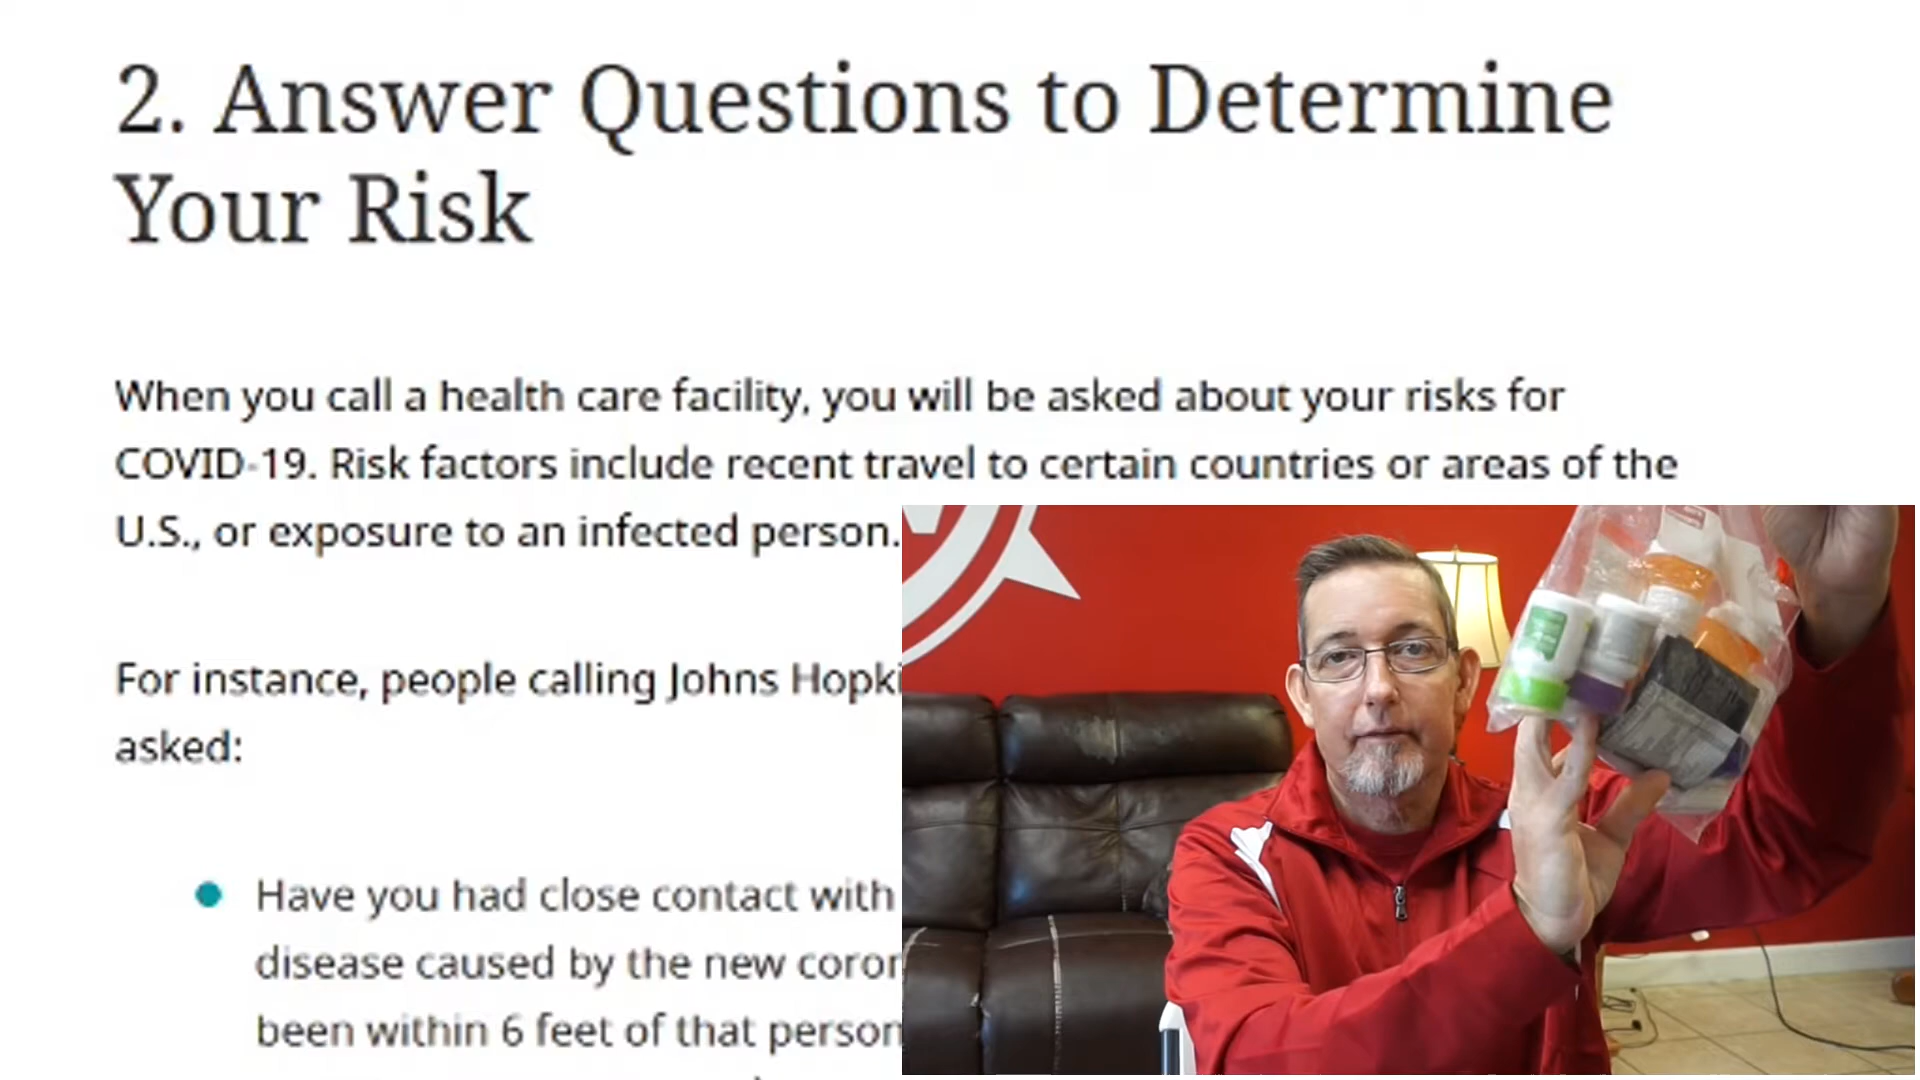 2. Answer Questions to Determine
Your Risk
When you call a health care facility, you will be asked about your risks for
COVID-19. Risk factors include recent travel to certain countries or areas of the
U.S., or exposure to an infected person.
For instance, people calling Johns Hopki
asked:
Have you had close contact with
disease caused by the new coron
been within 6 feet of that person